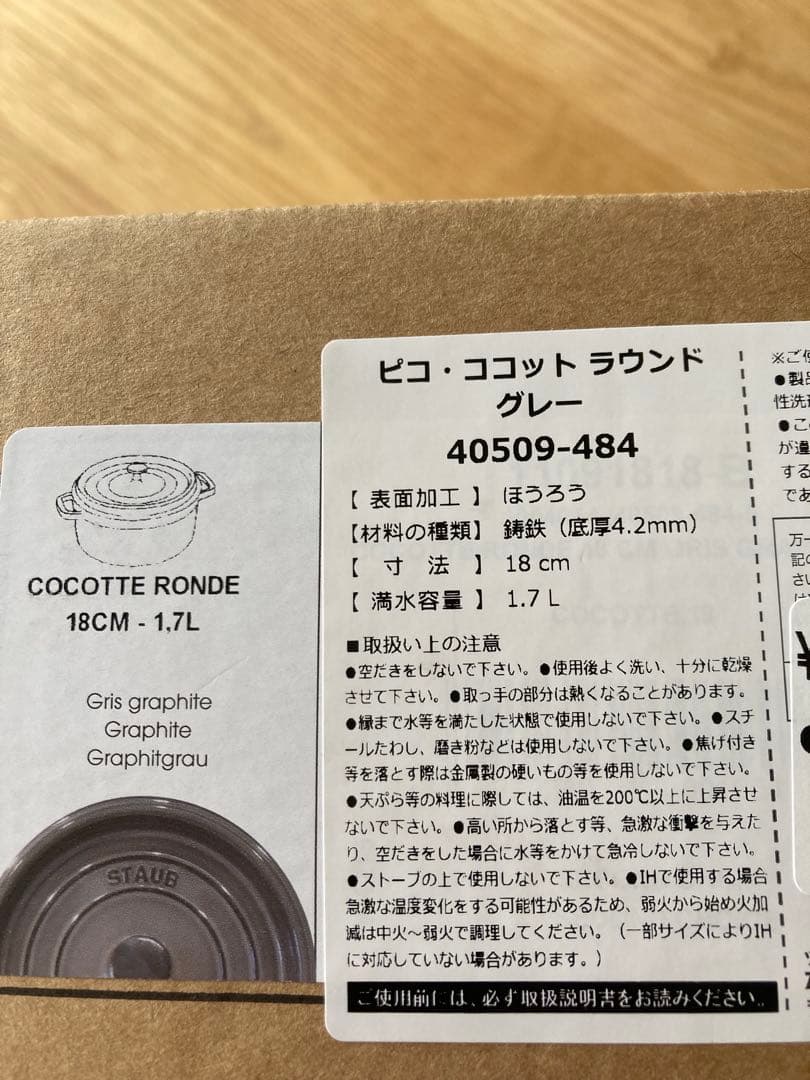 COCOTTE RONDE
18CM - 1,7L
Gris graphite
Graphite
Graphitgrau
STAUB
ピコ・ココット ラウンド
グレー
40509-484
【 表面加工 】 ほうろう
【材料の種類】 鋳鉄（底厚4.2mm）
【 寸 法 】 18 cm
【 満水容量 】 1.7 L
■取扱い上の注意
●空だきをしないで下さい。●使用後よく洗い、十分に乾燥
させて下さい。●取っ手の部分は熱くなることがあります。
●縁まで水等を満たした状態で使用しないで下さい。●スチ
ールたわし、磨き粉などは使用しないで下さい。●焦げ付き
等を落とす際は金属製の硬いもの等を使用しないで下さい。
●天ぷら等の料理に際しては、油温を200℃以上に上昇させ
ないで下さい。●高い所から落とす等、急激な衝撃を与えた
り、空だきをした場合に水等をかけて急冷しないで下さい。
●ストーブの上で使用しないで下さい。●IHで使用する場合
急激な温度変化をする可能性があるため、弱火から始め火加
減は中火～弱火で調理してください。（一部サイズによりIH
に対応していない場合があります。）
ご使用前には、必ず取扱説明書をお読みください。
※ご使
●製品
性洗
●こ
が違
する
であ
万一
記の
さい
¥